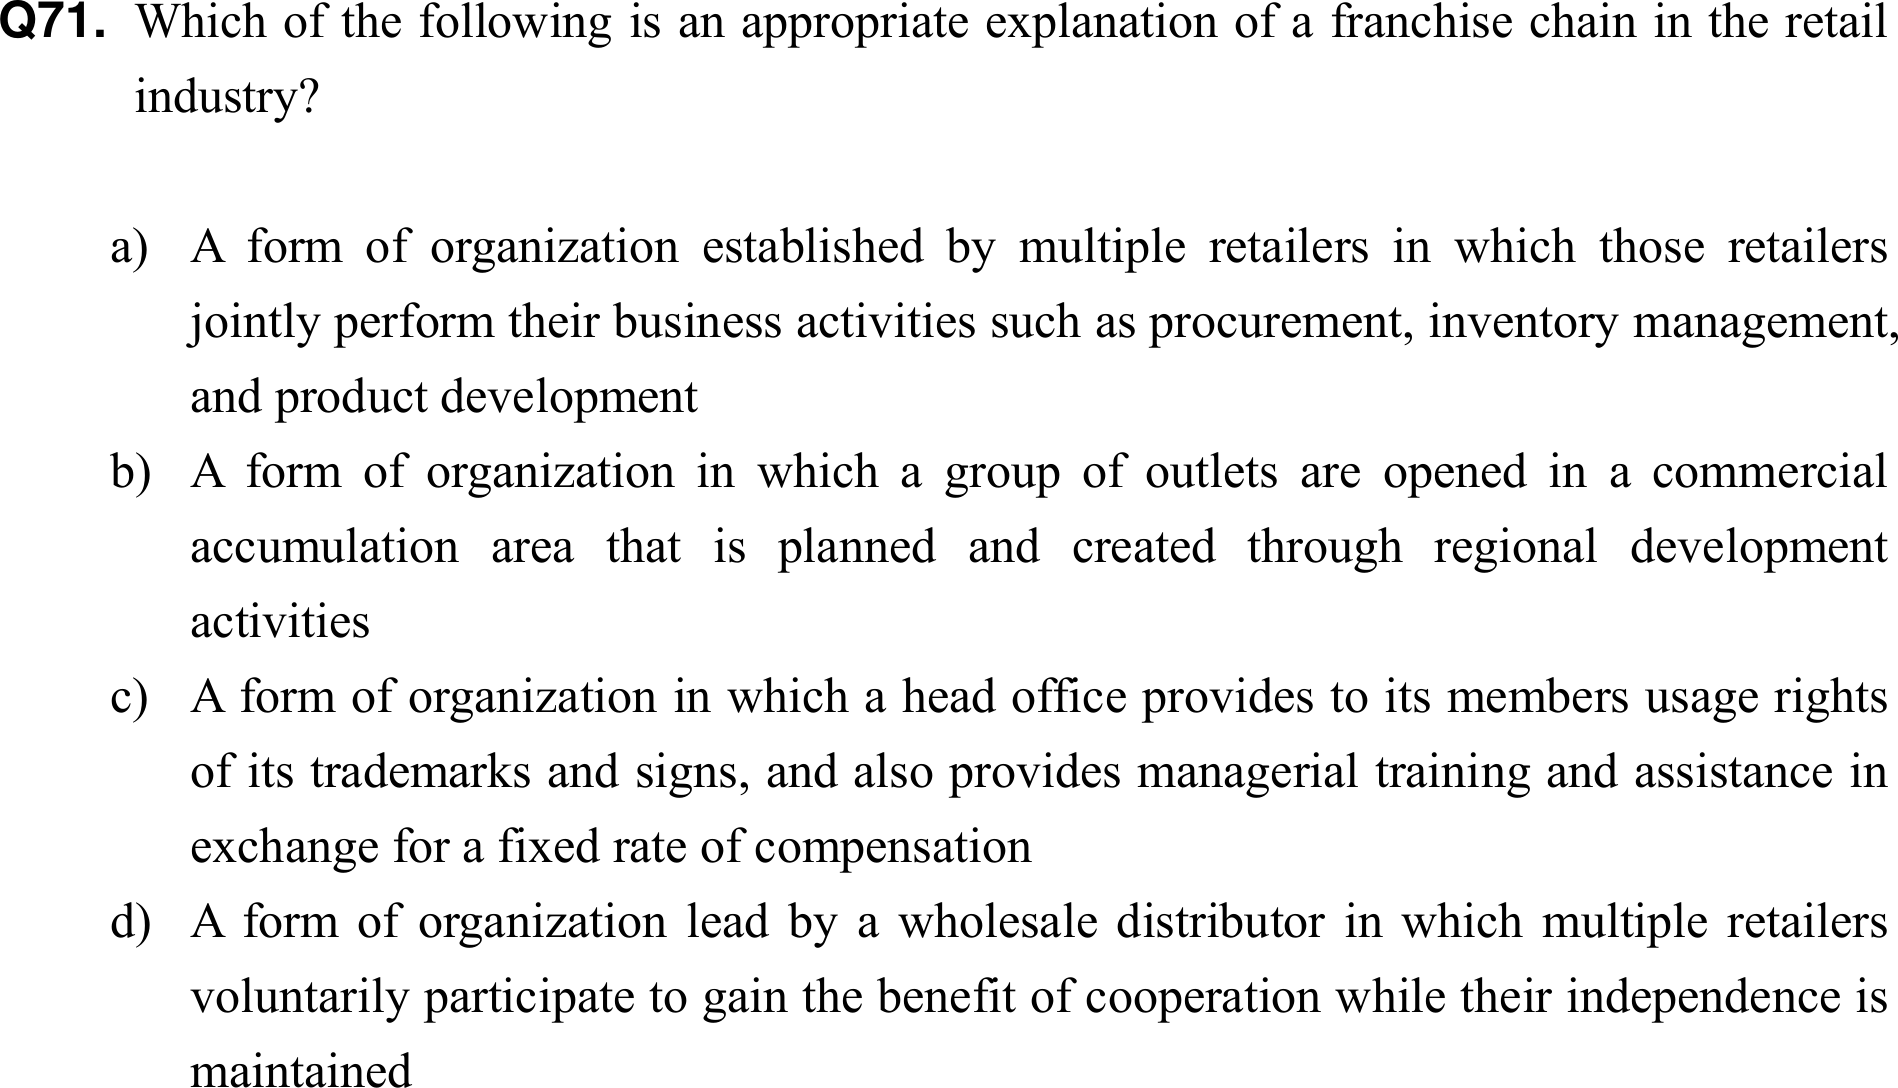 Q71. Which of the following is an appropriate explanation of a franchise chain in the retail
industry?
a) A form of organization established by multiple retailers in which those retailers
jointly perform their business activities such as procurement, inventory management,
and product development
b) A form of organization in which a group of outlets are opened in a commercial
accumulation area that is planned and created through regional development
activities
c) A form of organization in which a head office provides to its members usage rights
of its trademarks and signs, and also provides managerial training and assistance in
exchange for a fixed rate of compensation
d) A form of organization lead by a wholesale distributor in which multiple retailers
voluntarily participate to gain the benefit of cooperation while their independence is
maintained